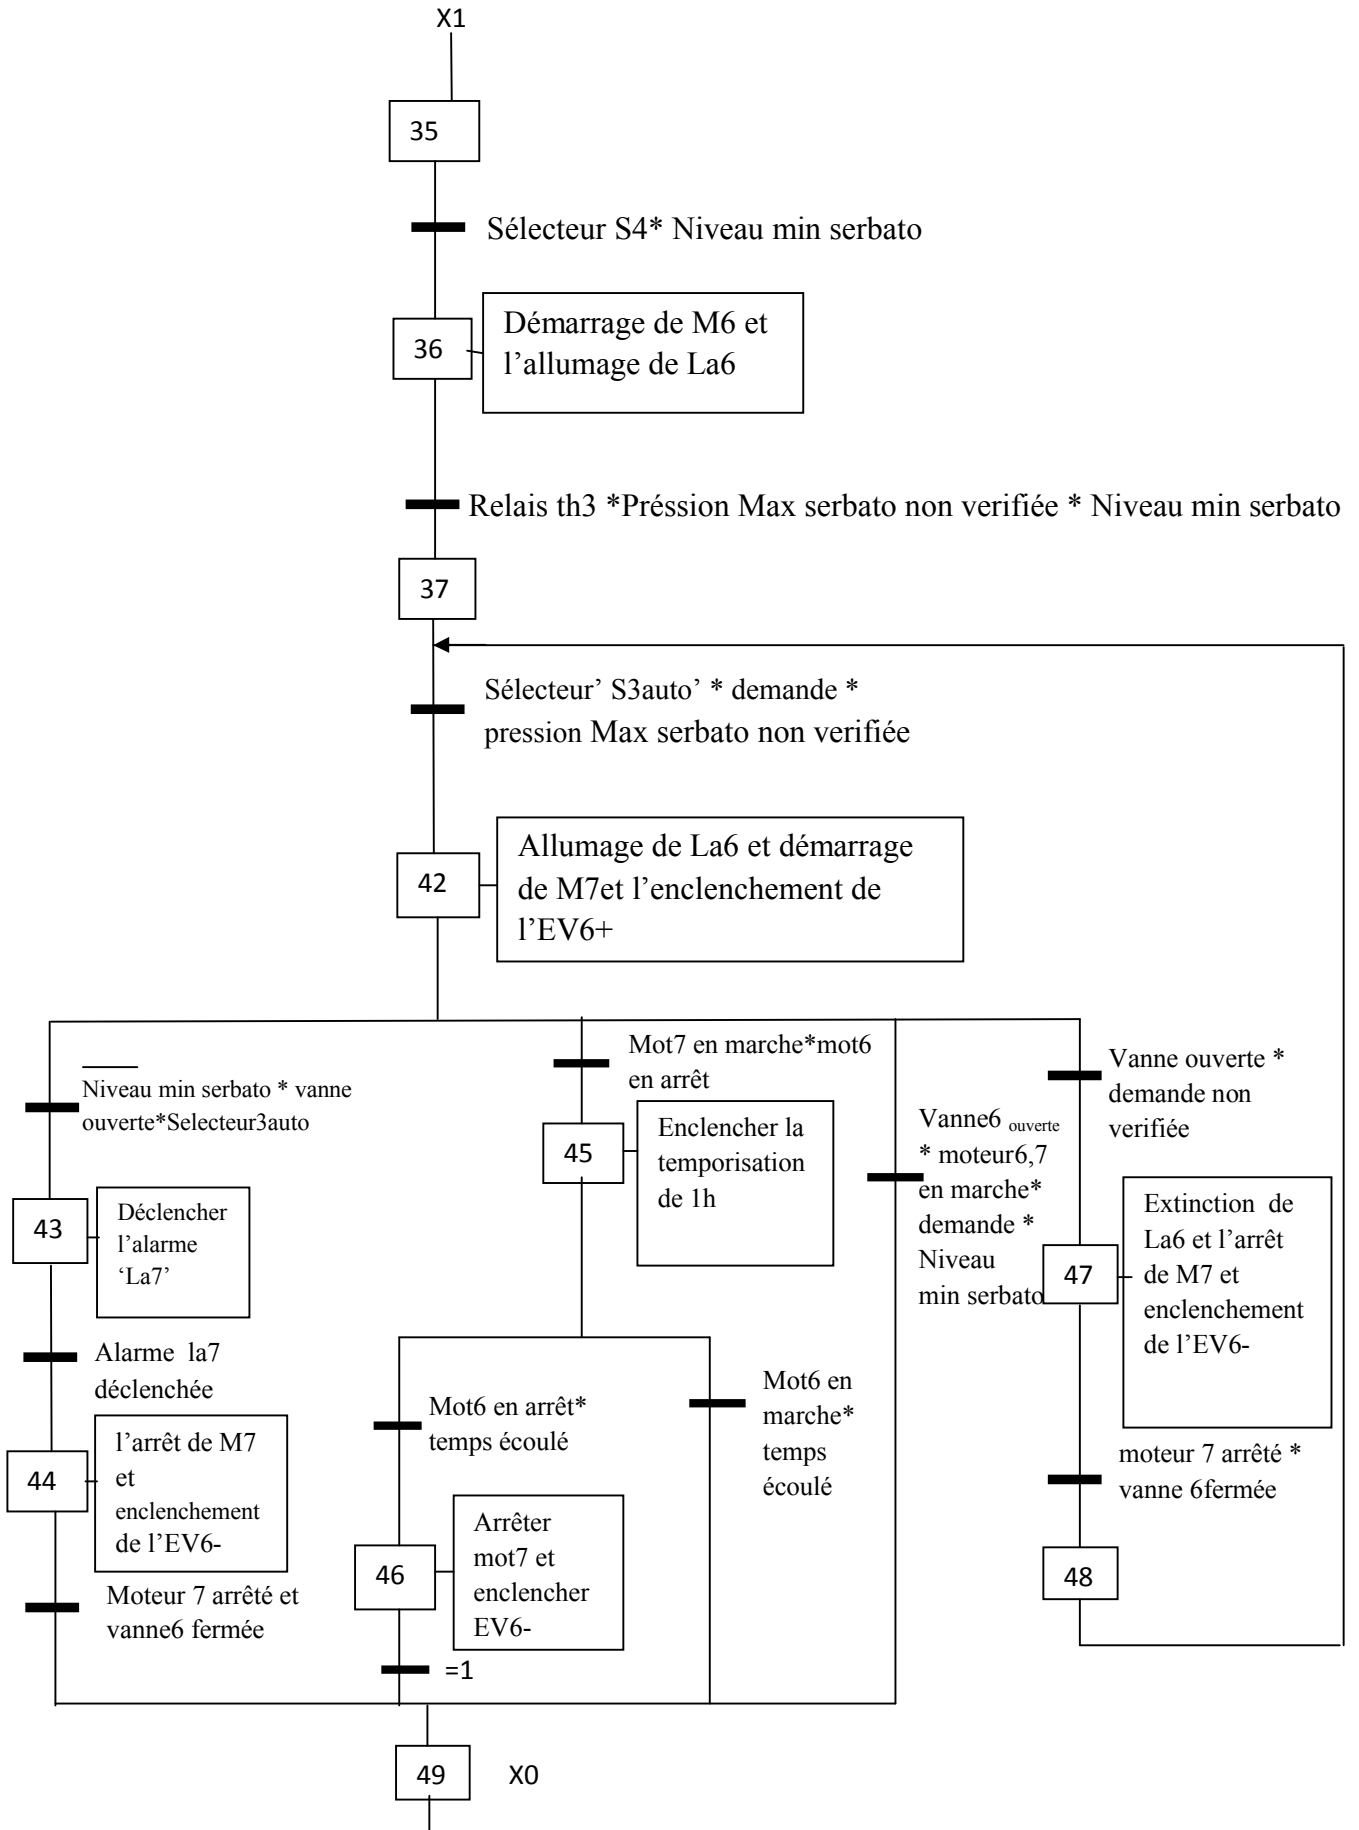 X1
35
Sélecteur S4* Niveau min serbato
36
Démarrage de M6 et
l’allumage de La6
Relais th3 *Préssion Max serbato non verifiée * Niveau min serbato
37
Sélecteur’ S3auto’ * demande *
pression Max serbato non verifiée
42
Allumage de La6 et démarrage
de M7et l’enclenchement de
l’EV6+
Niveau min serbato * vanne
ouverte*Selecteur3auto
43
Déclencher
l’alarme
‘La7’
Alarme la7
déclenchée
44
l’arrêt de M7
et
enclenchement
de l’EV6-
Moteur 7 arrêté et
vanne6 fermée
Mot7 en marche*mot6
en arrêt
45
Enclencher la
temporisation
de 1h
Mot6 en arrêt*
temps écoulé
46
Arrêter
mot7 et
enclencher
EV6-
=1
Mot6 en
marche*
temps
écoulé
Vanne6 ouverte
* moteur6,7
en marche*
demande *
Niveau
min serbato
Vanne ouverte *
demande non
verifiée
47
Extinction de
La6 et l’arrêt
de M7 et
enclenchement
de l’EV6-
moteur 7 arrêté *
vanne 6fermée
48
49
X0